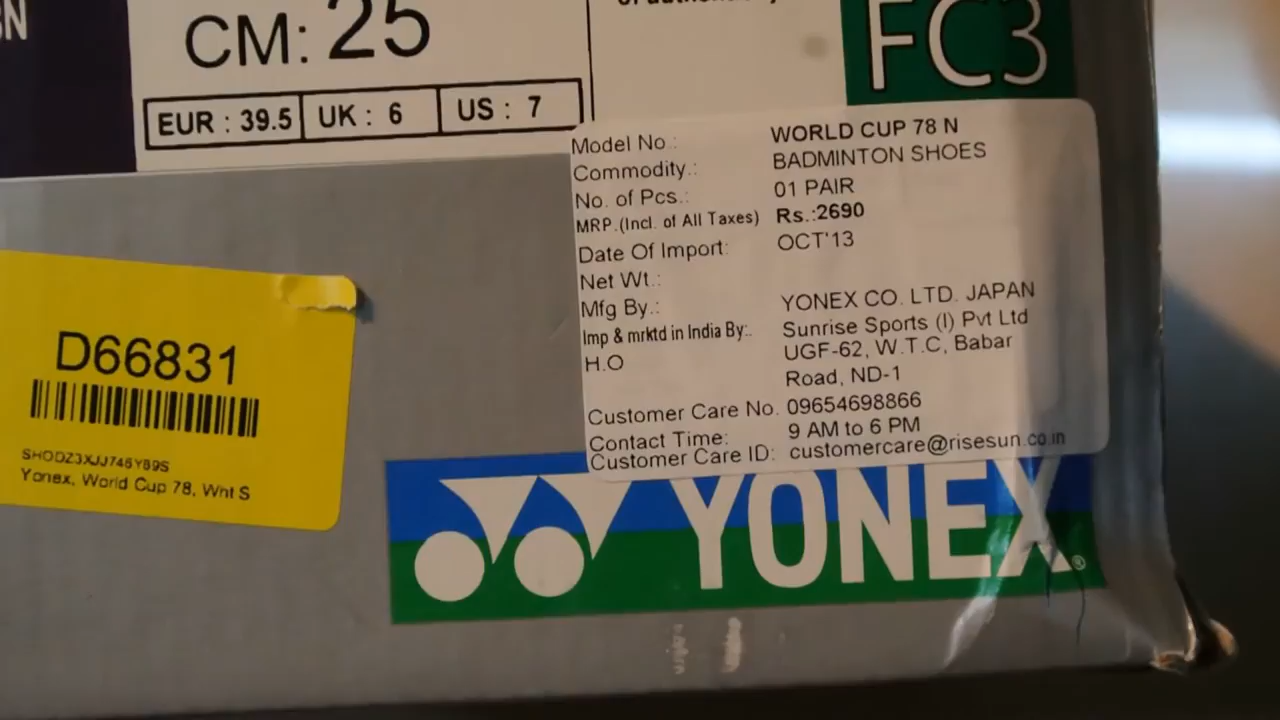 CM: 25
EUR : 39.5 UK : 6 US : 7
FC3
Model No.: WORLD CUP 78 N
Commodity.: BADMINTON SHOES
No. of Pcs.: 01 PAIR
MRP.(Incl. of All Taxes) Rs.:2690
Date Of Import: OCT'13
Net Wt.:
Mfg By.: YONEX CO. LTD. JAPAN
Imp & mrktd in India By:. Sunrise Sports (I) Pvt Ltd
H.O UGF-62, W.T.C, Babar
Road, ND-1
Customer Care No. 09654698866
Contact Time: 9 AM to 6 PM
Customer Care ID: customercare@risesun.co.in
D66831
Yonex, World Cup 78, Wht S
YONEX®